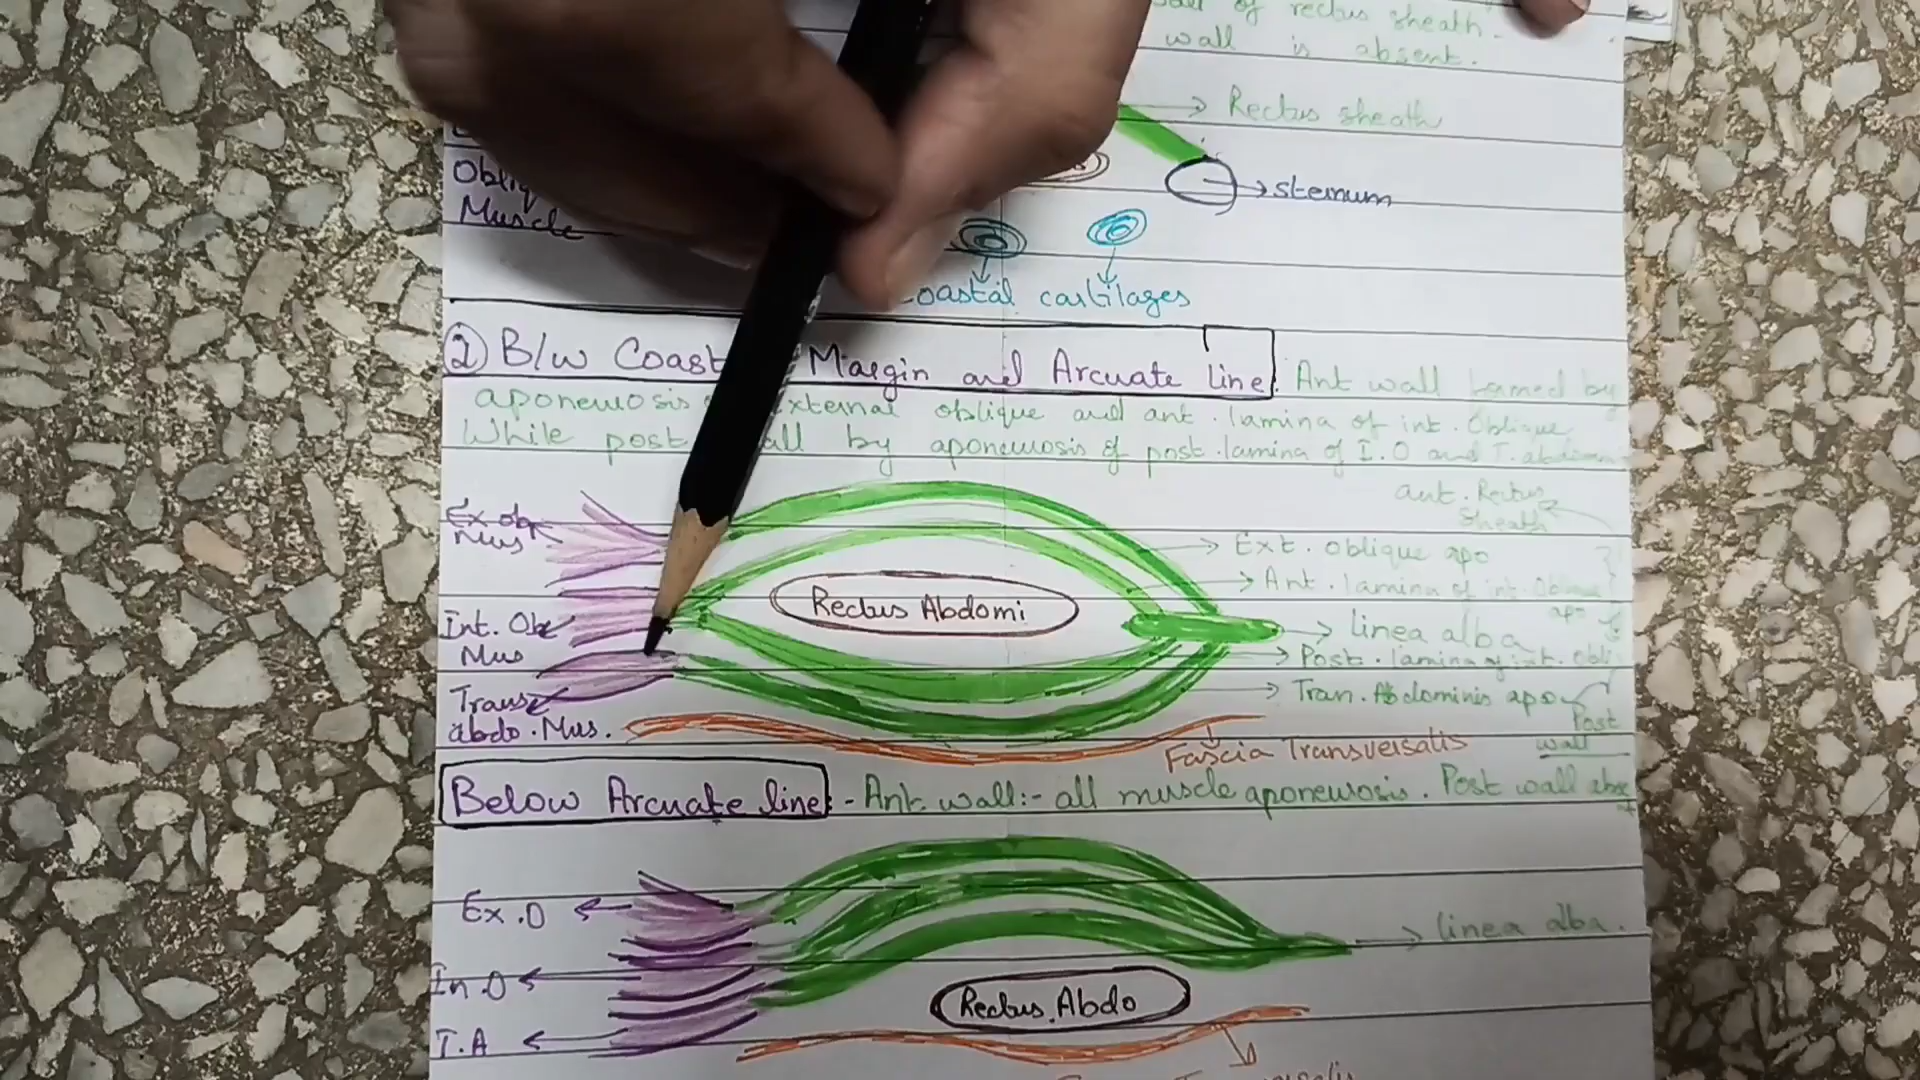 of rectus sheath.
wall is absent.
→ Rectus sheath
Muscle
→ sternum
Coastal cartilages
② B/w Coast Margin and Arcuate line. Ant wall formed by
aponeurosis External oblique and ant. lamina of int. Oblique
While post all by aponeurosis of post. lamina of I.O and T.
ant. Rectus
Sheath
Ex. ob
Mus
→ Ext. oblique apo
→ Ant. lamina of int. Oblique
apo
Rectus Abdomi
Int. Ob
Mus
→ linea alba
→ Post. lamina of int. Obli
→ Tran. Abdominis apo
Trans
abdo. Mus.
Post
wall
Fascia Transversalis
Below Arcuate line:- Ant. wall:- all muscle aponeurosis. Post wall
Ex.O
→ linea alba.
In.O
Rectus. Abdo
T.A